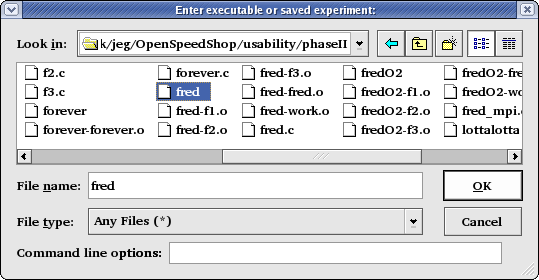 Enter executable or saved experiment:
Look in: k/jeg/OpenSpeedShop/usability/phaseII
f2.c forever.c fred-f3.o fredO2 fredO2-fre
f3.c fred fred-fred.o fredO2-f1.o fredO2-wo
forever fred-f1.o fred-work.o fredO2-f2.o fred_mpi.c
forever-forever.o fred-f2.o fred.c fredO2-f3.o lottalotta
File name: fred OK
File type: Any Files (*) Cancel
Command line options: